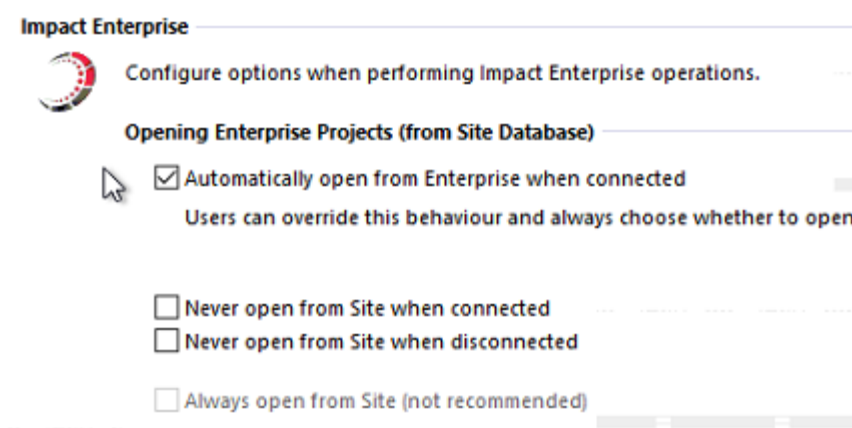 Impact Enterprise
Configure options when performing Impact Enterprise operations.
Opening Enterprise Projects (from Site Database)
Automatically open from Enterprise when connected
Users can override this behaviour and always choose whether to open
Never open from Site when connected
Never open from Site when disconnected
Always open from Site (not recommended)